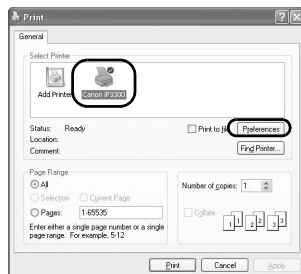 Print
General
Select Printer
Add Printer
Canon iP3300
Status: Ready
Location:
Comment:
Print to file
Preferences
Find Printer...
Page Range
All
Selection
Current Page
Pages: 1-65535
Enter either a single page number or a single
page range. For example, 5-12
Number of copies: 1
Collate
1 1 2 2 3 3
Print
Cancel
Apply